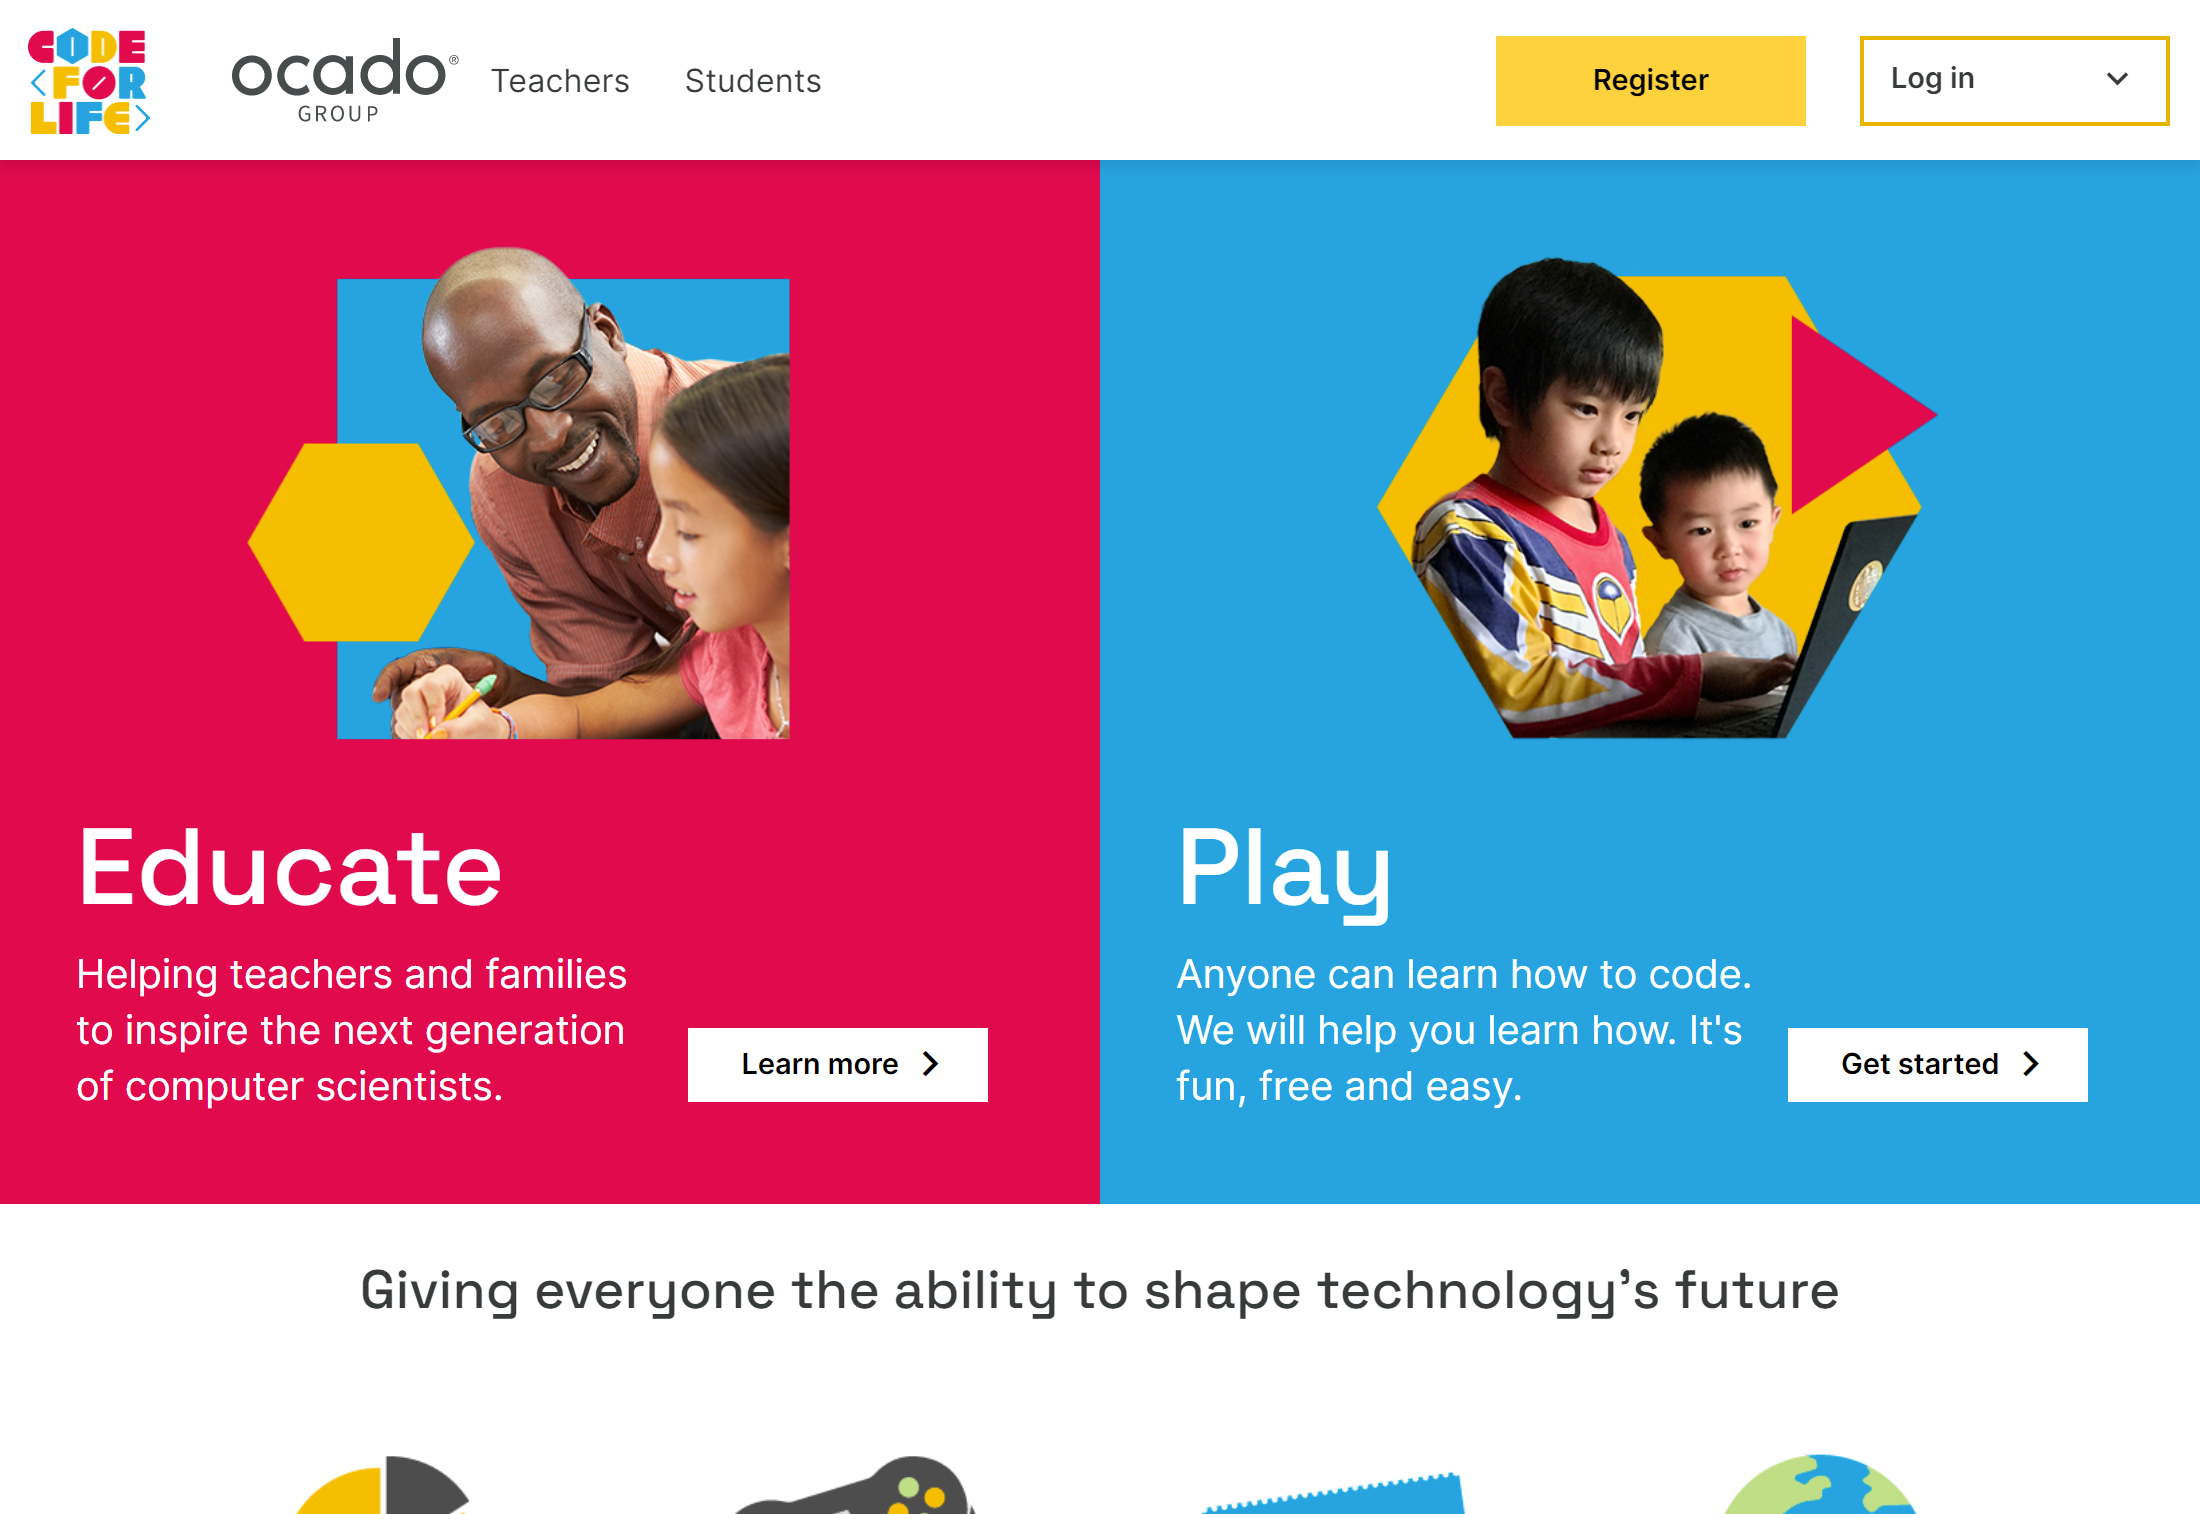 CODE
FOR
LIFE
ocado®
GROUP
Teachers
Students
Register
Log in
Educate
Helping teachers and families
to inspire the next generation
of computer scientists.
Learn more
Play
Anyone can learn how to code.
We will help you learn how. It's
fun, free and easy.
Get started
Giving everyone the ability to shape technology’s future